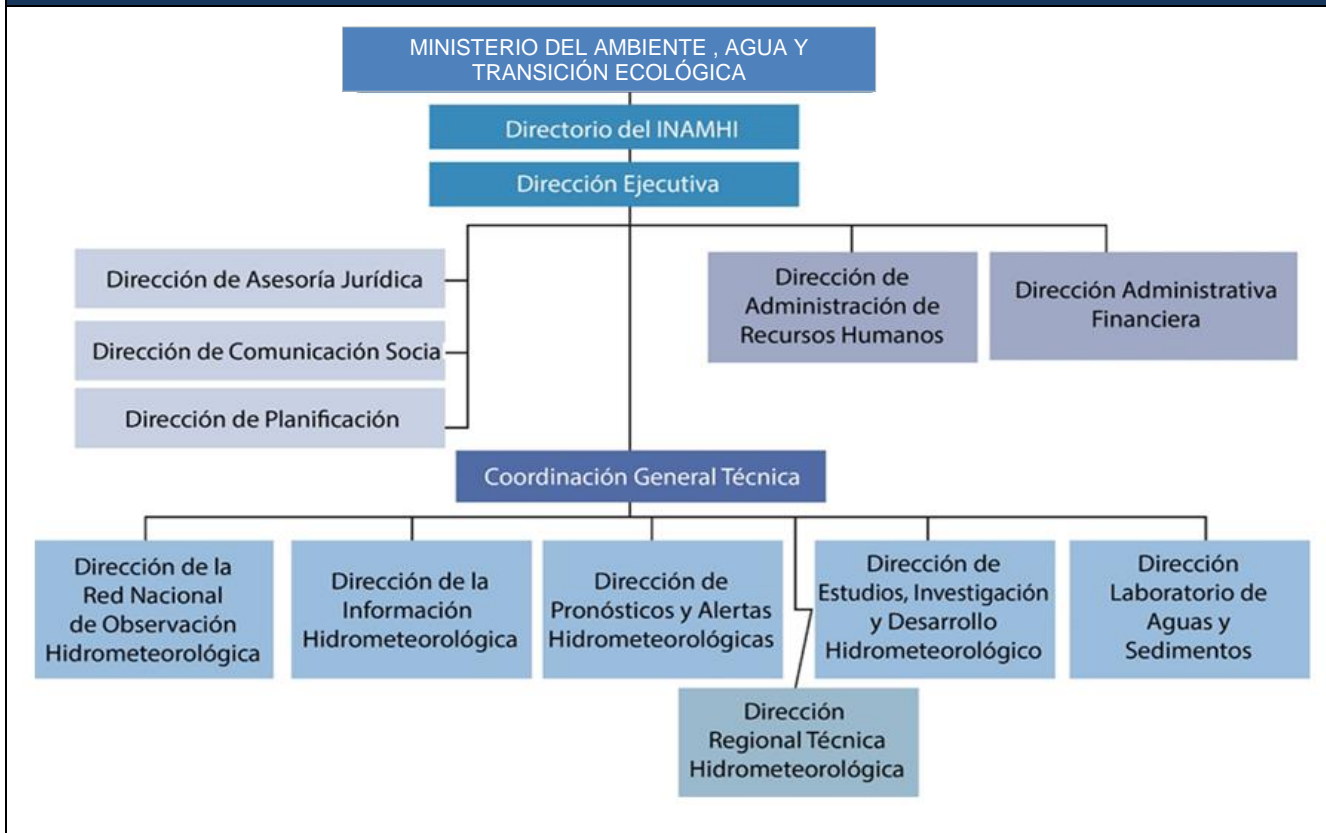 MINISTERIO DEL AMBIENTE , AGUA Y
TRANSICIÓN ECOLÓGICA
Directorio del INAMHI
Dirección Ejecutiva
Dirección de Asesoría Jurídica
Dirección de Comunicación Socia
Dirección de Planificación
Dirección de
Administración de
Recursos Humanos
Dirección Administrativa
Financiera
Coordinación General Técnica
Dirección de la
Red Nacional
de Observación
Hidrometeorológica
Dirección de la
Información
Hidrometeorológica
Dirección de
Pronósticos y Alertas
Hidrometeorológicas
Dirección de
Estudios, Investigación
y Desarrollo
Hidrometeorológico
Dirección
Laboratorio de
Aguas y
Sedimentos
Dirección
Regional Técnica
Hidrometeorológica